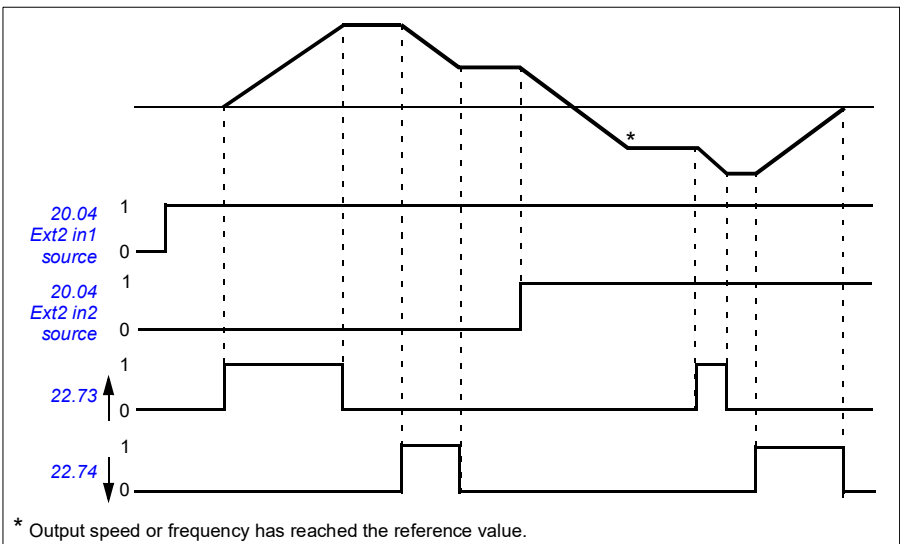 *
20.04
Ext2 in1
source
1
0
20.04
Ext2 in2
source
1
0
22.73
1
0
22.74
1
0
* Output speed or frequency has reached the reference value.